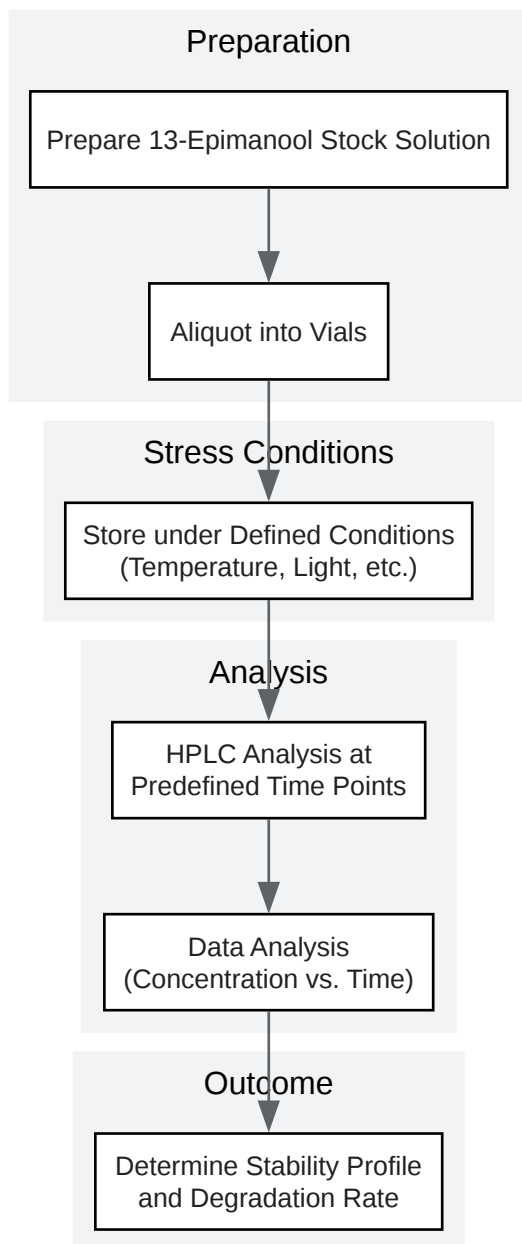 Preparation
Prepare 13-Epimanool Stock Solution
Aliquot into Vials
Stress Conditions
Store under Defined Conditions
(Temperature, Light, etc.)
Analysis
HPLC Analysis at
Predefined Time Points
Data Analysis
(Concentration vs. Time)
Outcome
Determine Stability Profile
and Degradation Rate